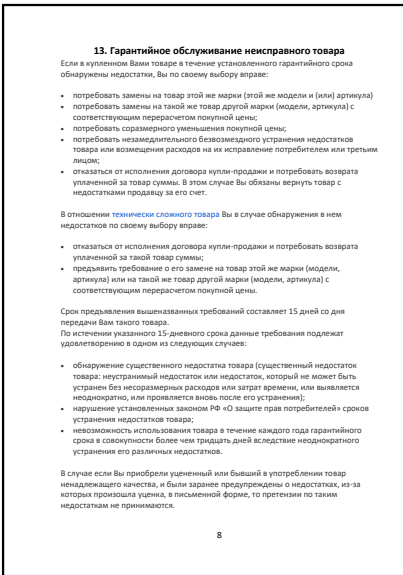 13. Гарантийное обслуживание неисправного товара
Если в купленном Вами товаре в течение установленного гарантийного срока
обнаружены недостатки, Вы по своему выбору вправе:
• потребовать замены на товар этой же марки (этой же модели и (или) артикула)
• потребовать замены на такой же товар другой марки (модели, артикула) с
соответствующим перерасчетом покупной цены;
• потребовать соразмерного уменьшения покупной цены;
• потребовать незамедлительного безвозмездного устранения недостатков
товара или возмещения расходов на их исправление потребителем или третьим
лицом;
• отказаться от исполнения договора купли-продажи и потребовать возврата
уплаченной за товар суммы. В этом случае Вы обязаны вернуть товар с
недостатками продавцу за его счет.
В отношении технически сложного товара Вы в случае обнаружения в нем
недостатков по своему выбору вправе:
• отказаться от исполнения договора купли-продажи и потребовать возврата
уплаченной за такой товар суммы;
• предъявить требование о его замене на товар этой же марки (модели,
артикула) или на такой же товар другой марки (модели, артикула) с
соответствующим перерасчетом покупной цены.
Срок предъявления вышеназванных требований составляет 15 дней со дня
передачи Вам такого товара.
По истечении указанного 15-дневного срока данные требования подлежат
удовлетворению в одном из следующих случаев:
• обнаружение существенного недостатка товара (существенный недостаток
товара: неустранимый недостаток или недостаток, который не может быть
устранен без несоразмерных расходов или затрат времени, или выявляется
неоднократно, или проявляется вновь после его устранения);
• нарушение установленных законом РФ «О защите прав потребителей» сроков
устранения недостатков товара;
• невозможность использования товара в течение каждого года гарантийного
срока в совокупности более чем тридцать дней вследствие неоднократного
устранения его различных недостатков.
В случае если Вы приобрели уцененный или бывший в употреблении товар
ненадлежащего качества, и были заранее предупреждены о недостатках, из-за
которых произошла уценка, в письменной форме, то претензии по таким
недостаткам не принимаются.
8